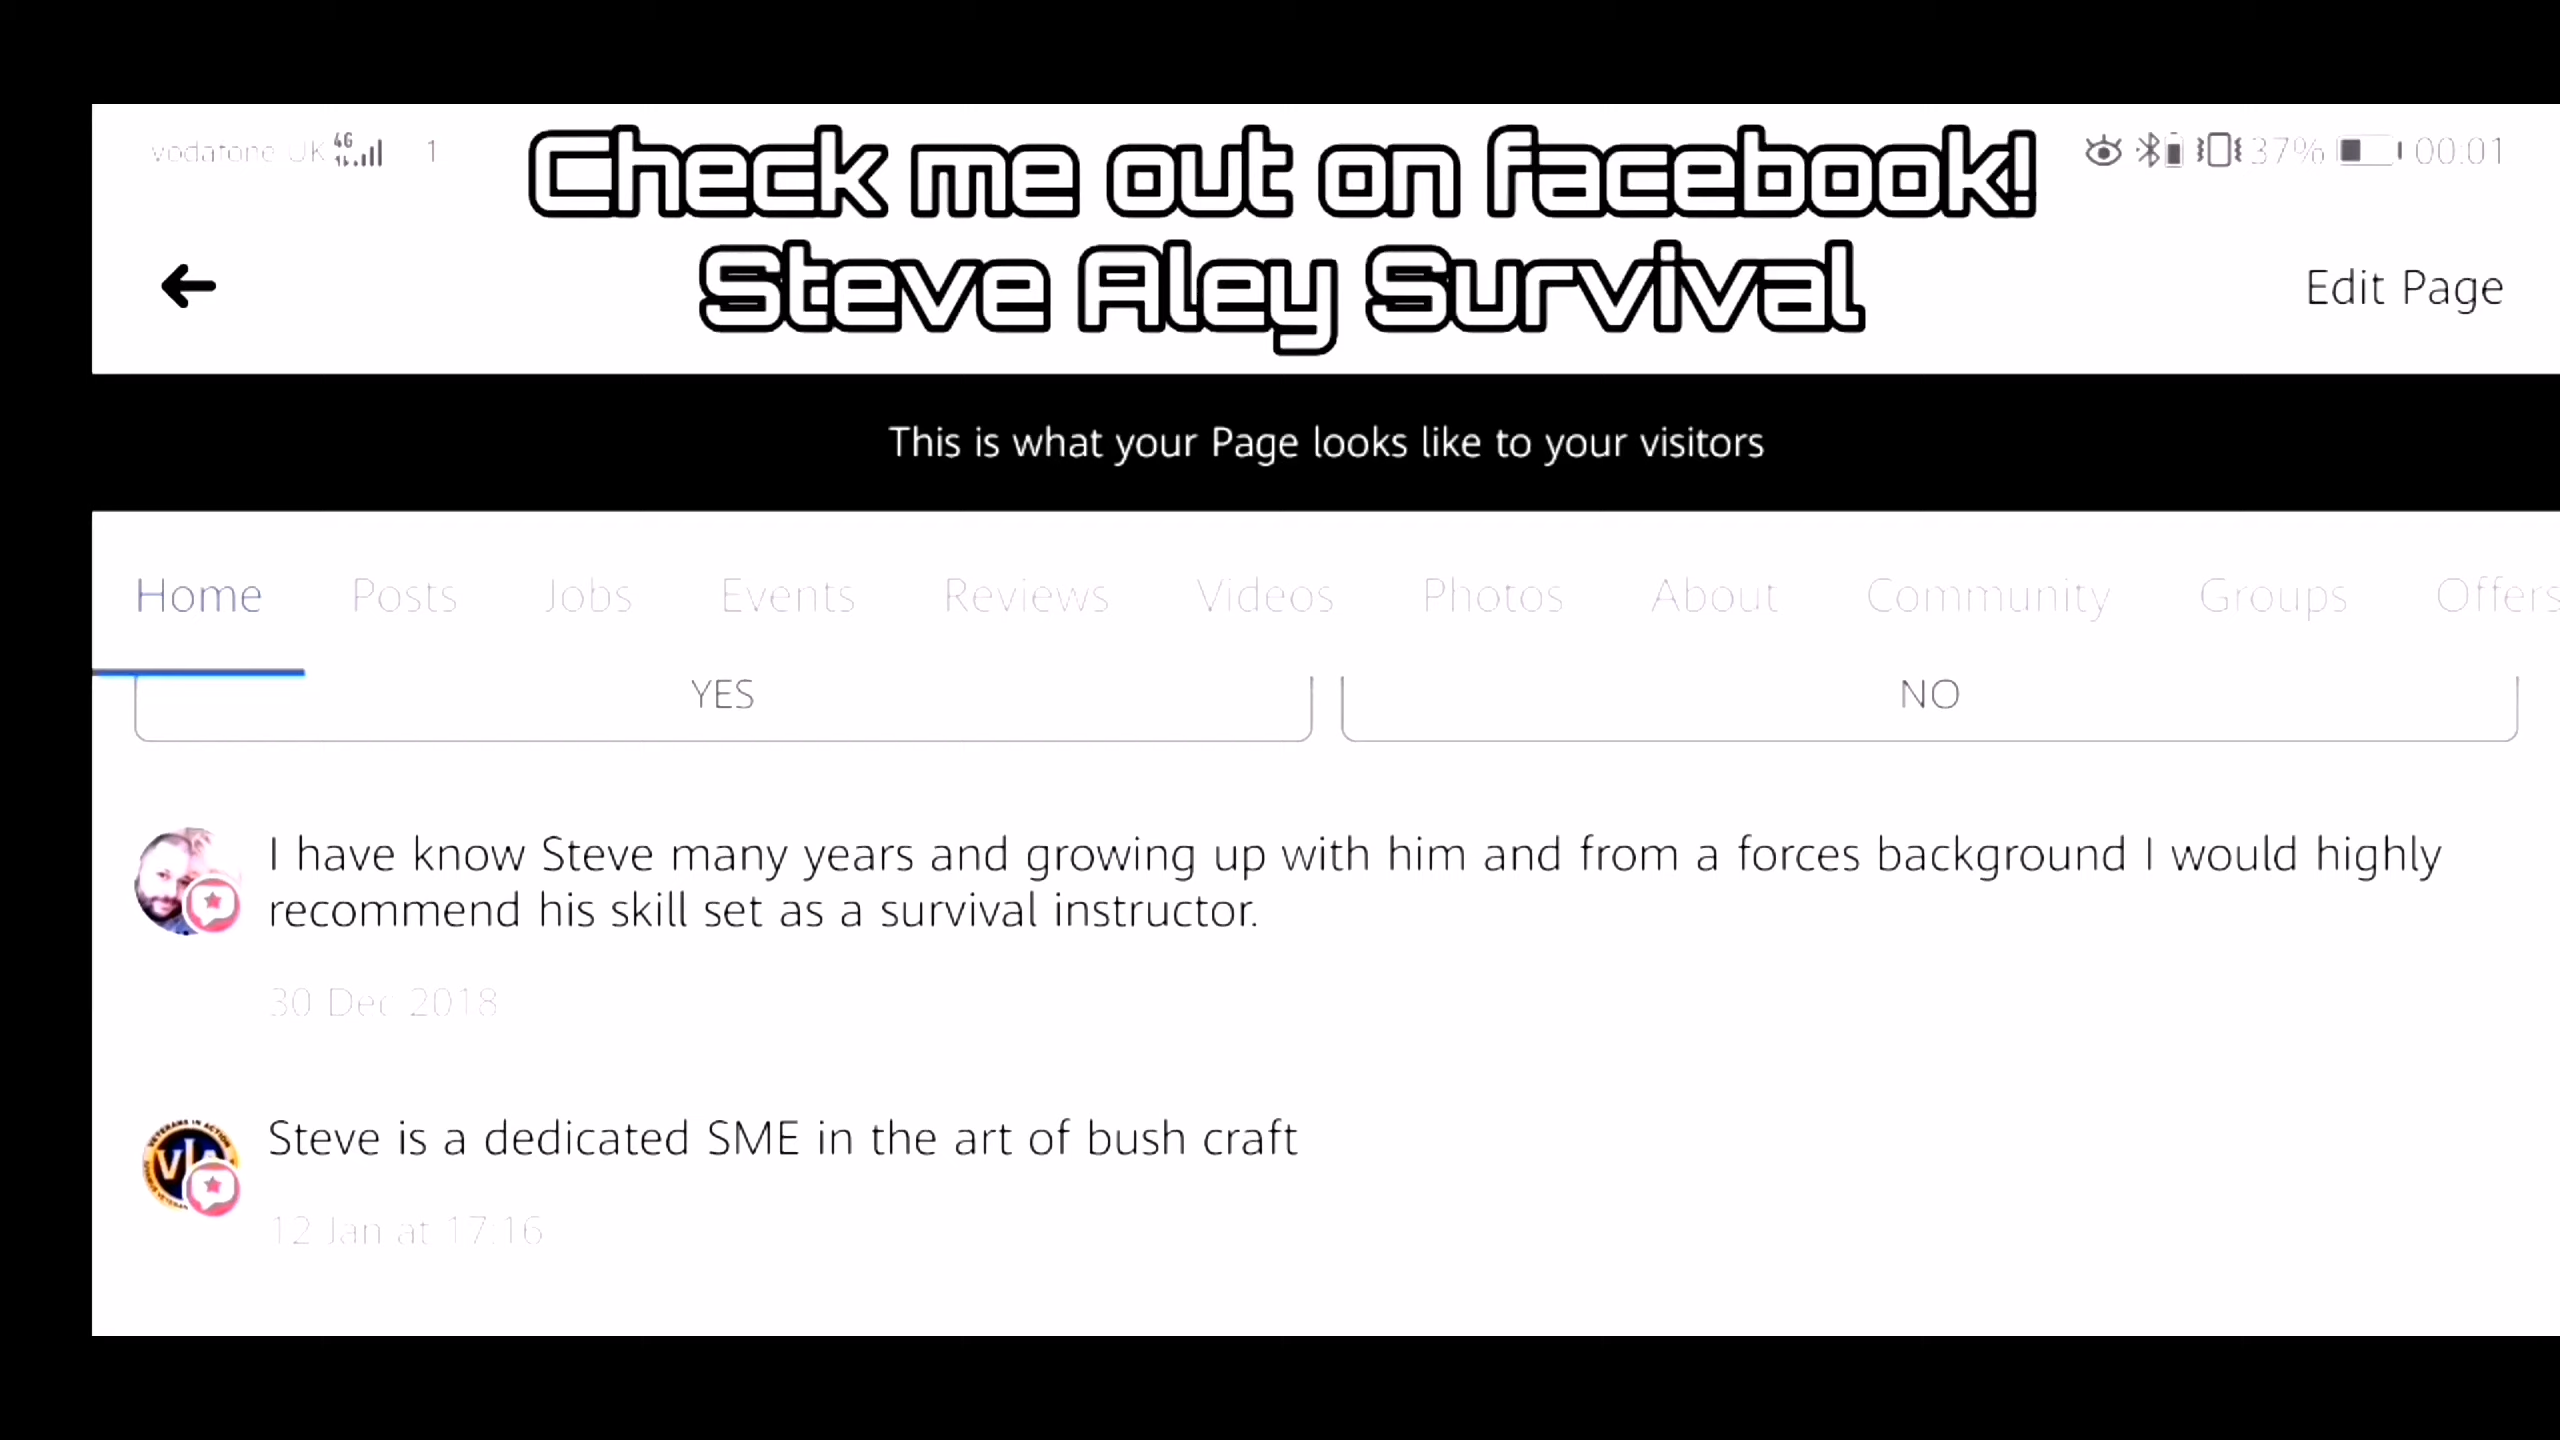 vodafone UK 4G 1 37% 00:01
Check me out on facebook!
Steve Aley Survival
Edit Page
This is what your Page looks like to your visitors
Home Posts Jobs Events Reviews Videos Photos About Community Groups Offers
YES NO
I have know Steve many years and growing up with him and from a forces background I would highly
recommend his skill set as a survival instructor.
30 Dec 2018
Steve is a dedicated SME in the art of bush craft
12 Jan at 17:16